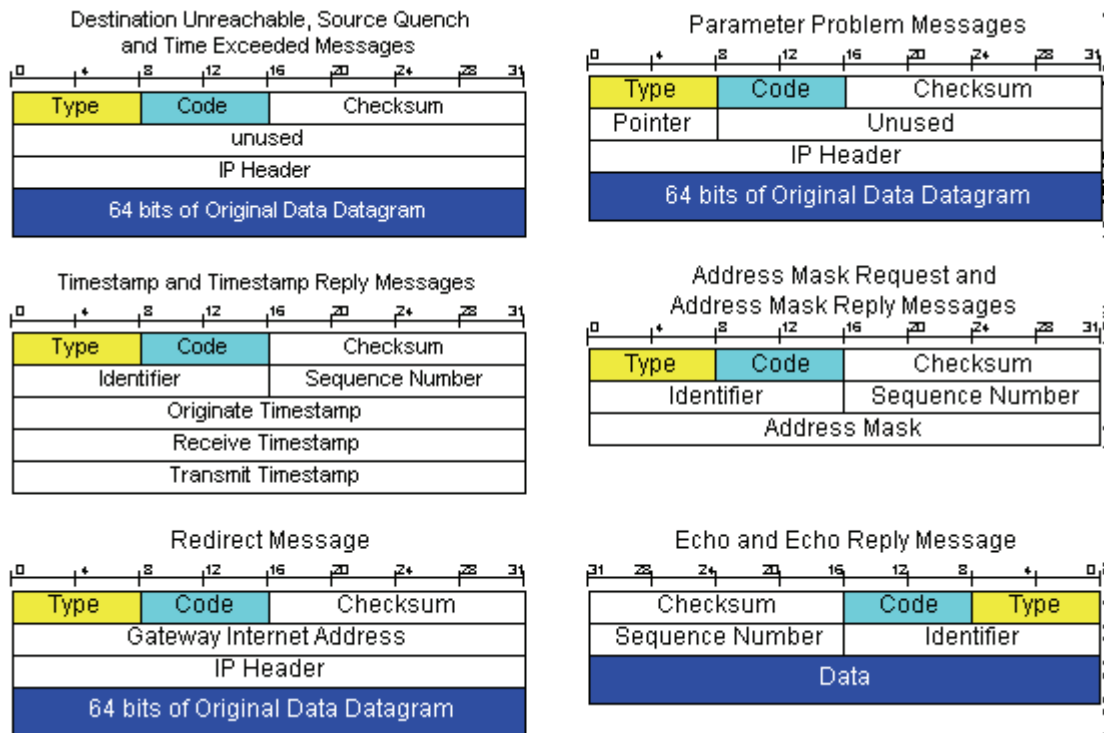 Destination Unreachable, Source Quench
and Time Exceeded Messages
0 4 8 12 16 20 24 28 31
Type Code Checksum
unused
IP Header
64 bits of Original Data Datagram
Parameter Problem Messages
0 4 8 12 16 20 24 28 31
Type Code Checksum
Pointer Unused
IP Header
64 bits of Original Data Datagram
Timestamp and Timestamp Reply Messages
0 4 8 12 16 20 24 28 31
Type Code Checksum
Identifier Sequence Number
Originate Timestamp
Receive Timestamp
Transmit Timestamp
Address Mask Request and
Address Mask Reply Messages
0 4 8 12 16 20 24 28 31
Type Code Checksum
Identifier Sequence Number
Address Mask
Redirect Message
0 4 8 12 16 20 24 28 31
Type Code Checksum
Gateway Internet Address
IP Header
64 bits of Original Data Datagram
Echo and Echo Reply Message
31 28 24 20 16 12 8 4 0
Checksum Code Type
Sequence Number Identifier
Data